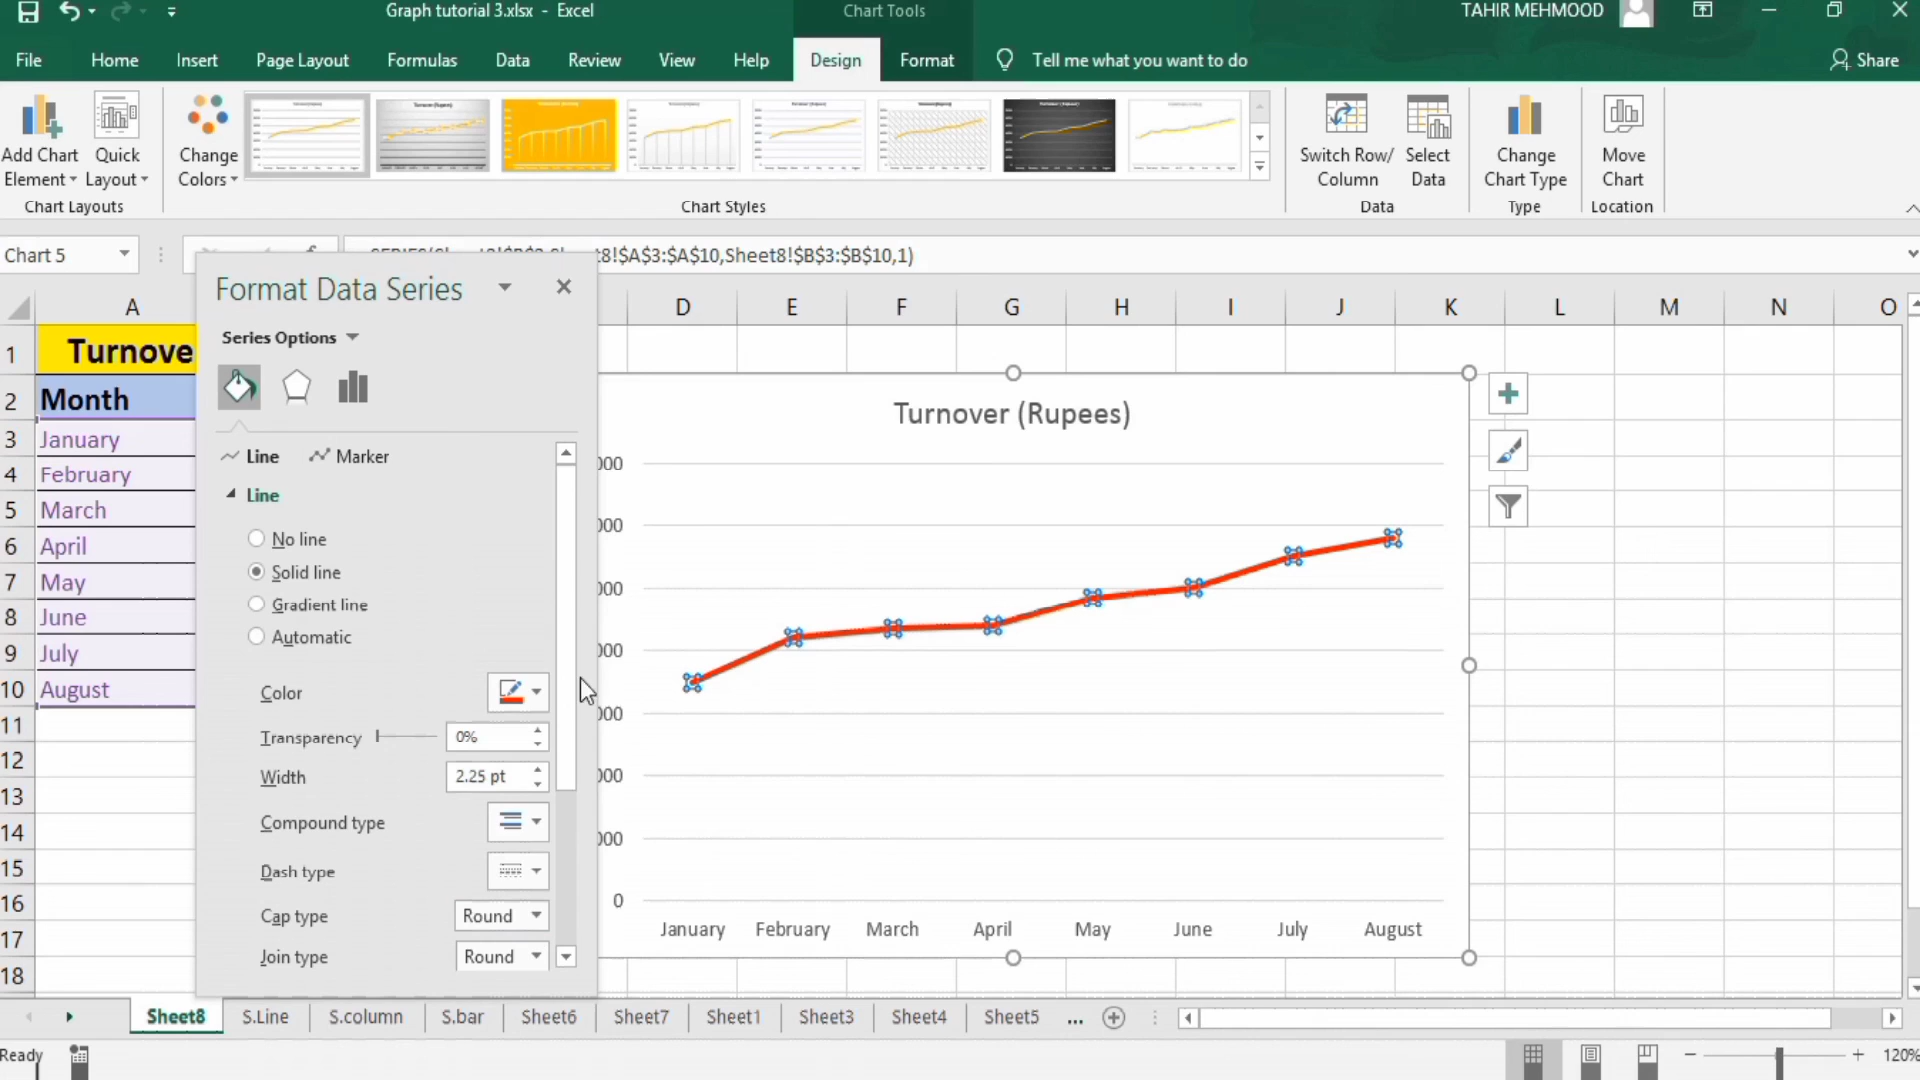 Graph tutorial 3.xlsx - Excel
Chart Tools
TAHIR MEHMOOD
File Home Insert Page Layout Formulas Data Review View Help Design Format Tell me what you want to do Share
Add Chart Element
Quick Layout
Chart Layouts
Change Colors
Chart Styles
Switch Row/ Column
Select Data
Data
Change Chart Type
Type
Move Chart
Location
Chart 5
8!$A$3:$A$10,Sheet8!$B$3:$B$10,1)
A D E F G H I J K L M N O
Format Data Series
Series Options
Line Marker
Line
No line
Solid line
Gradient line
Automatic
Color
Transparency 0%
Width 2.25 pt
Compound type
Dash type
Cap type Round
Join type Round
1 Turnove
2 Month
3 January
4 February
5 March
6 April
7 May
8 June
9 July
10 August
11
12
13
14
15
16
17
18
Turnover (Rupees)
000
000
000
000
000
000
000
0
January February March April May June July August
Sheet8 S.Line S.column S.bar Sheet6 Sheet7 Sheet1 Sheet3 Sheet4 Sheet5 ...
Ready
120%